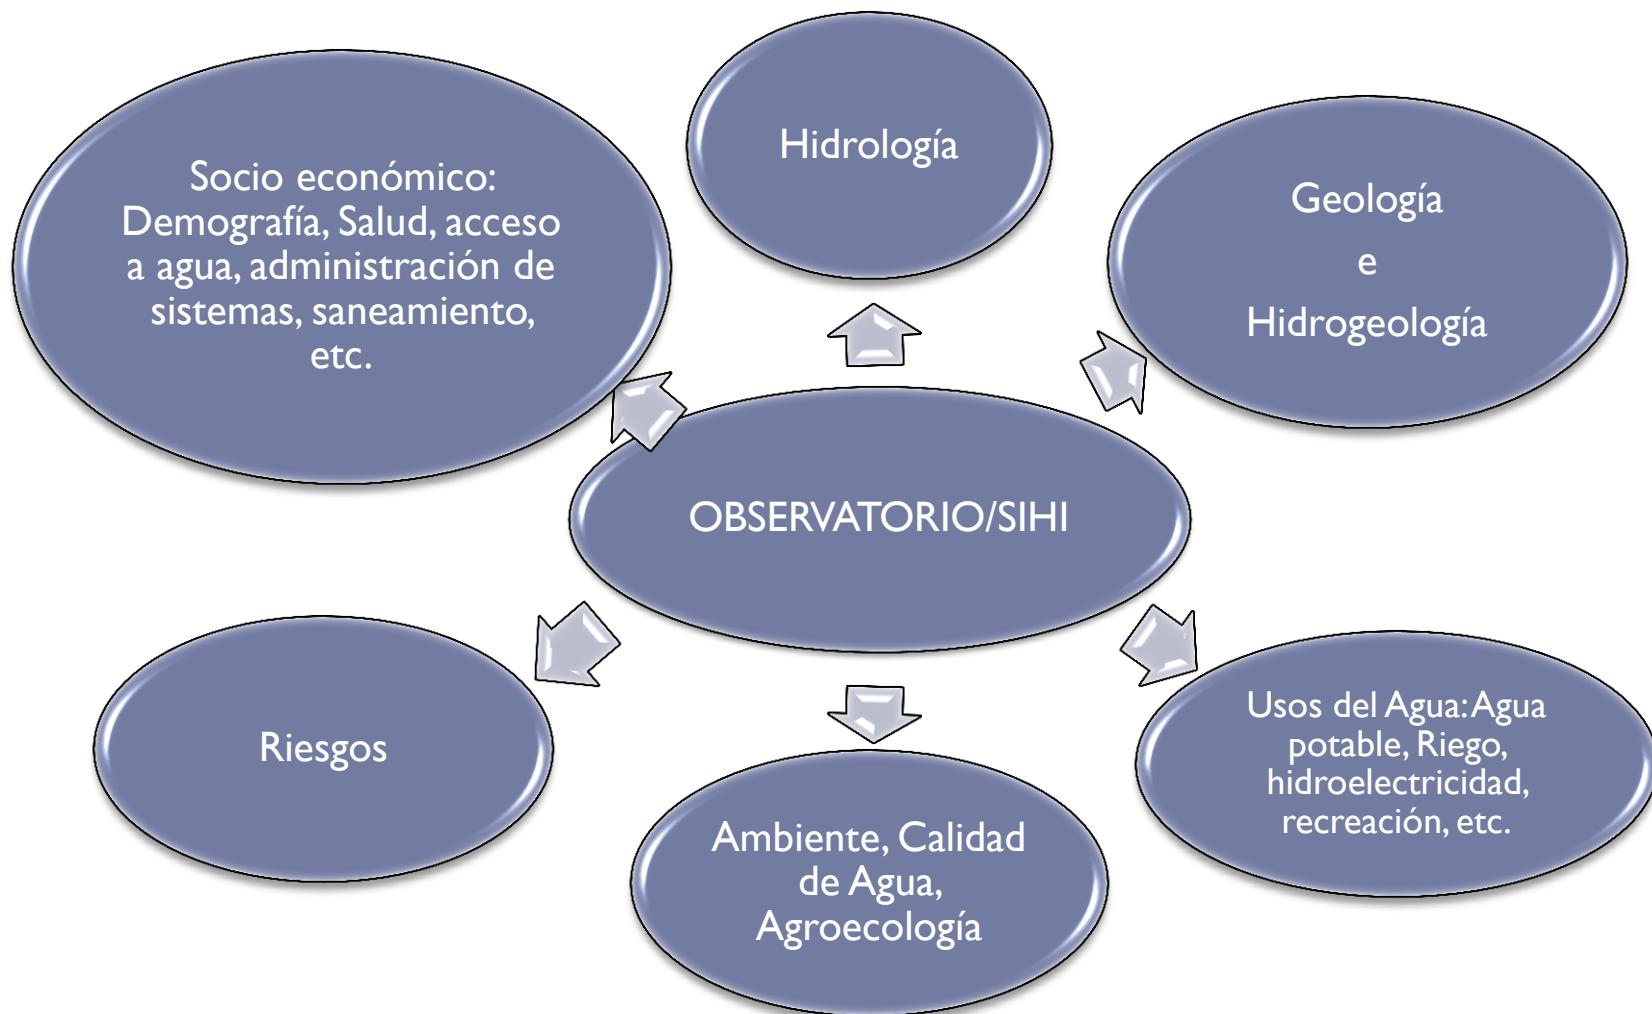 Hidrología
Socio económico:
Demografía, Salud, acceso
a agua, administración de
sistemas, saneamiento,
etc.
Geología
e
Hidrogeología
OBSERVATORIO/SIHI
Riesgos
Usos del Agua: Agua
potable, Riego,
hidroelectricidad,
recreación, etc.
Ambiente, Calidad
de Agua,
Agroecología